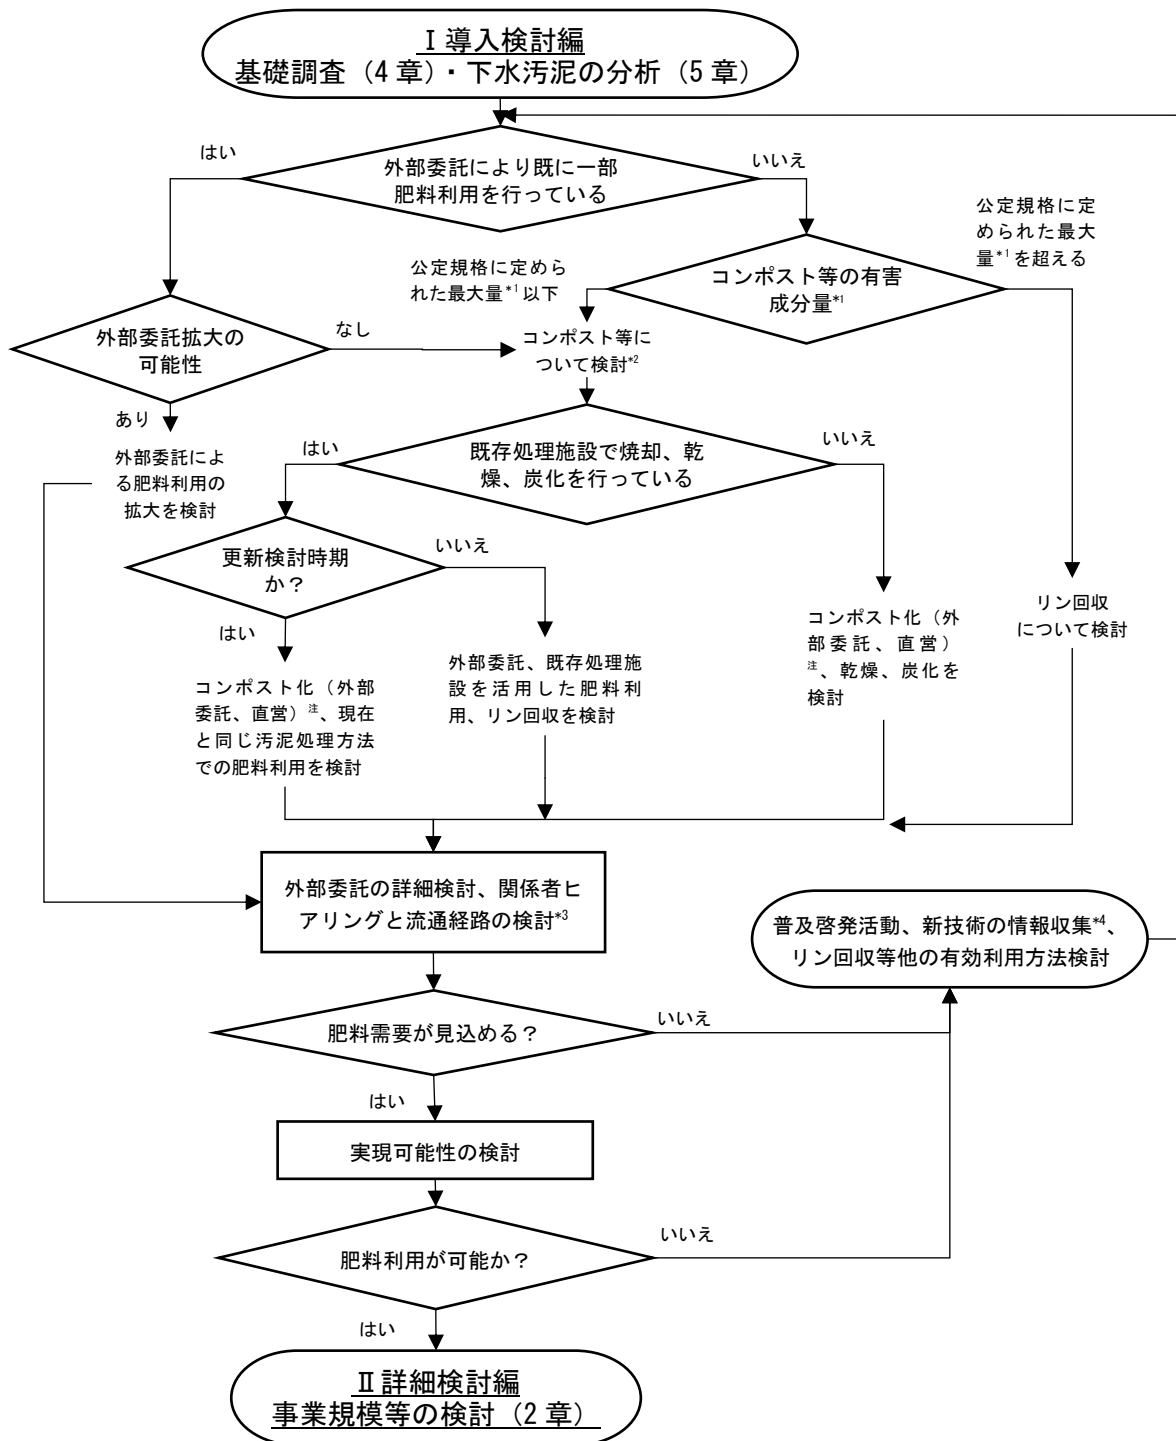 Ⅰ導入検討編
基礎調査（4章）・下水汚泥の分析（5章）
はい
外部委託により既に一部
肥料利用を行っている
いいえ
公定規格に定
められた最大
量*1を超える
公定規格に定めら
れた最大量*1以下
コンポスト等の有害
成分量*1
外部委託拡大の
可能性
なし
コンポスト等に
ついて検討*2
あり
外部委託によ
る肥料利用の
拡大を検討
はい
既存処理施設で焼却、乾
燥、炭化を行っている
いいえ
更新検討時期
か？
いいえ
はい
コンポスト化（外部
委託、直営）注、現在
と同じ汚泥処理方法
での肥料利用を検討
外部委託、既存処理施
設を活用した肥料利
用、リン回収を検討
コンポスト化（外
部委託、直営）
注、乾燥、炭化を
検討
リン回収
について検討
外部委託の詳細検討、関係者ヒ
アリングと流通経路の検討*3
普及啓発活動、新技術の情報収集*4、
リン回収等他の有効利用方法検討
肥料需要が見込める？
いいえ
はい
実現可能性の検討
肥料利用が可能か？
いいえ
はい
Ⅱ詳細検討編
事業規模等の検討（2章）